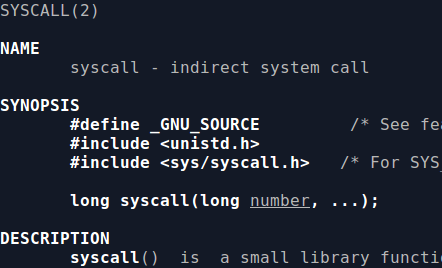 SYSCALL(2)
NAME
syscall - indirect system call
SYNOPSIS
#define _GNU_SOURCE /* See fea
#include <unistd.h>
#include <sys/syscall.h> /* For SYS_
long syscall(long number, ...);
DESCRIPTION
syscall() is a small library functi